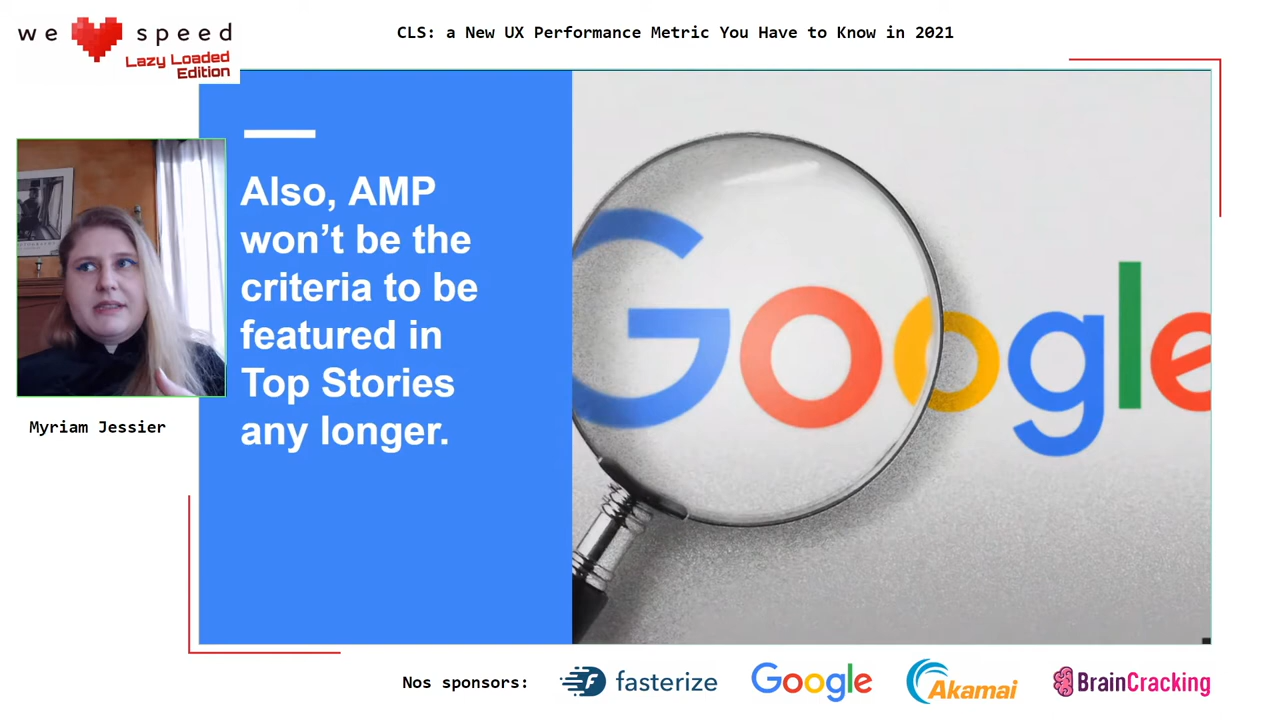 we speed
Lazy Loaded
Edition
CLS: a New UX Performance Metric You Have to Know in 2021
Also, AMP
won’t be the
criteria to be
featured in
Top Stories
any longer.
Google
Myriam Jessier
Nos sponsors:
fasterize
Google
Akamai
BrainCracking